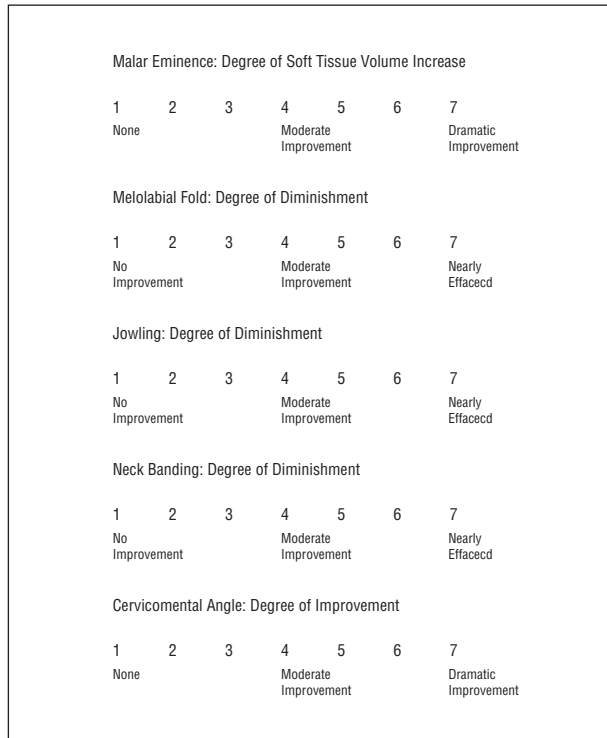 Malar Eminence: Degree of Soft Tissue Volume Increase
1 2 3 4 5 6 7
None Moderate Dramatic
Improvement Improvement
Melolabial Fold: Degree of Diminishment
1 2 3 4 5 6 7
No Moderate Nearly
Improvement Improvement Effacecd
Jowling: Degree of Diminishment
1 2 3 4 5 6 7
No Moderate Nearly
Improvement Improvement Effacecd
Neck Banding: Degree of Diminishment
1 2 3 4 5 6 7
No Moderate Nearly
Improvement Improvement Effacecd
Cervicomental Angle: Degree of Improvement
1 2 3 4 5 6 7
None Moderate Dramatic
Improvement Improvement